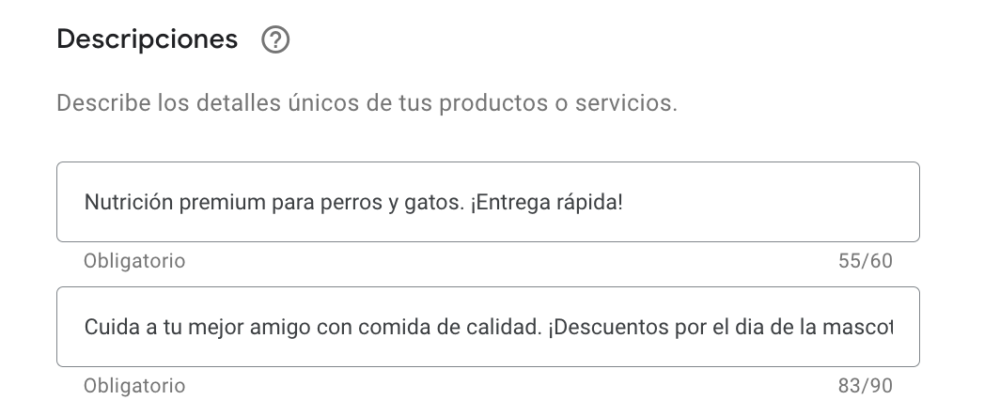 Descripciones
Describe los detalles únicos de tus productos o servicios.
Nutrición premium para perros y gatos. ¡Entrega rápida!
Obligatorio 55/60
Cuida a tu mejor amigo con comida de calidad. ¡Descuentos por el dia de la mascot
Obligatorio 83/90